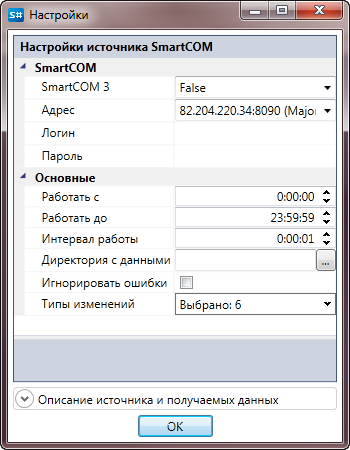 S# Настройки
Настройки источника SmartCOM
SmartCOM
SmartCOM 3 False
Адрес 82.204.220.34:8090 (Major
Логин
Пароль
Основные
Работать с 0:00:00
Работать до 23:59:59
Интервал работы 0:00:01
Директория с данными ...
Игнорировать ошибки
Типы изменений Выбрано: 6
Описание источника и получаемых данных
OK